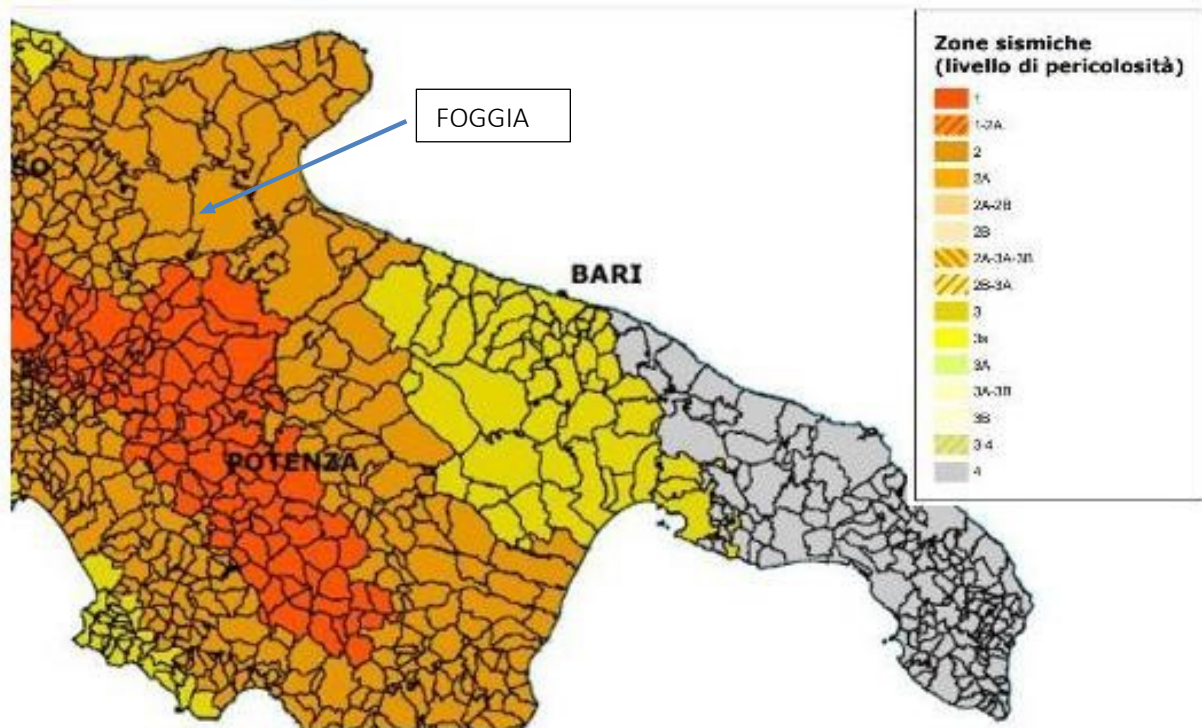 FOGGIA
SO
BARI
POTENZA
Zone sismiche
(livello di pericolosità)
1
1-2A
2
2A
2A-2B
2B
2A-3A-3B
2B-3A
3
3s
3A
3A-3B
3B
3-4
4